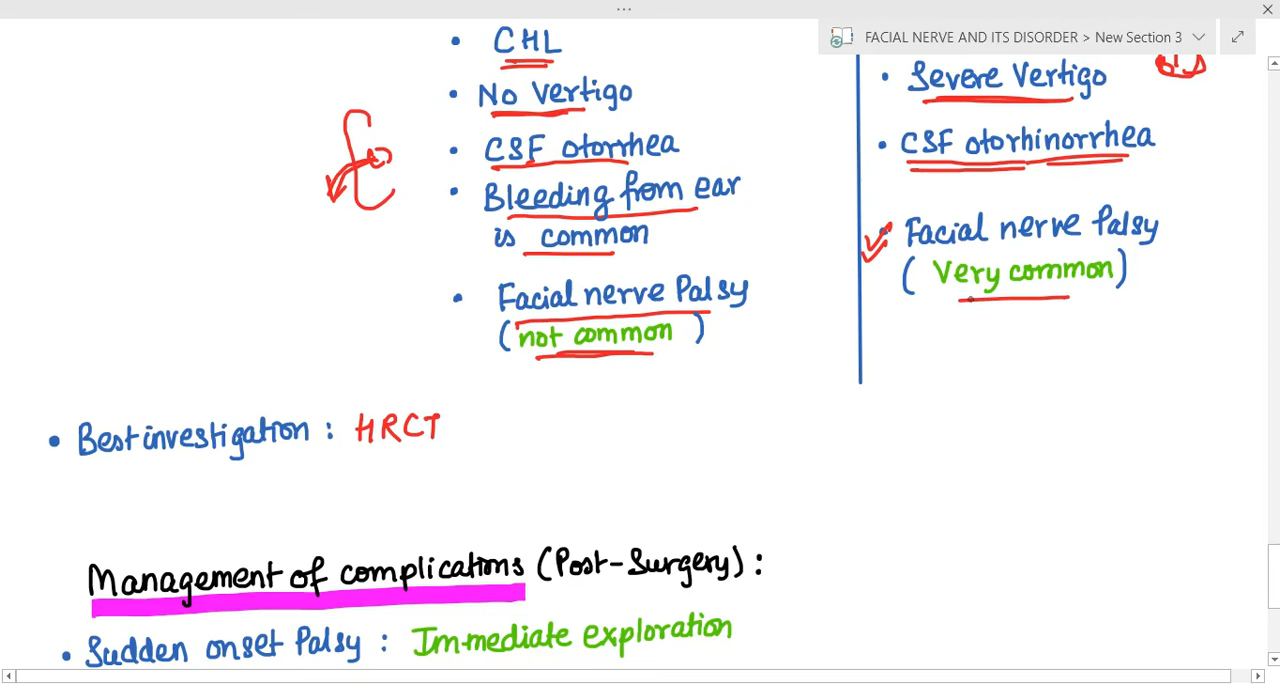 FACIAL NERVE AND ITS DISORDER > New Section 3
• CHL
• No Vertigo
• CSF otorrhea
• Bleeding from ear
is common
• Facial nerve Palsy
(not common)
• Severe Vertigo
• CSF otorhinorrhea
• Facial nerve Palsy
(Very common)
• Best investigation : HRCT
Management of complications (Post-Surgery) :
• Sudden onset Palsy : Immediate exploration